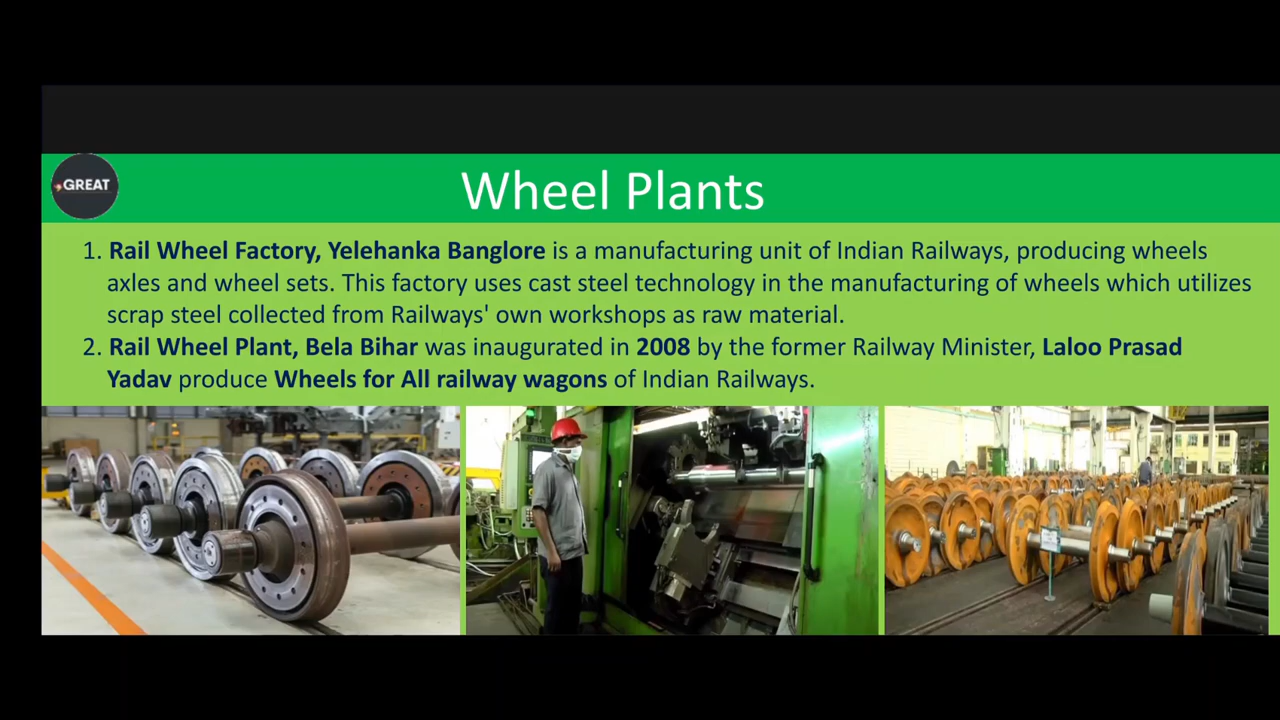 GREAT
Wheel Plants
1. Rail Wheel Factory, Yelehanka Banglore is a manufacturing unit of Indian Railways, producing wheels
axles and wheel sets. This factory uses cast steel technology in the manufacturing of wheels which utilizes
scrap steel collected from Railways' own workshops as raw material.
2. Rail Wheel Plant, Bela Bihar was inaugurated in 2008 by the former Railway Minister, Laloo Prasad
Yadav produce Wheels for All railway wagons of Indian Railways.